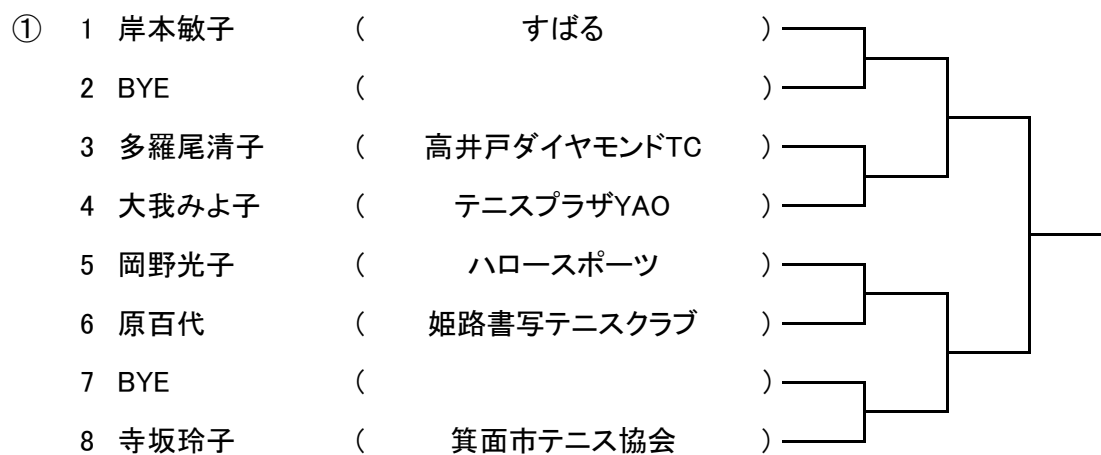 ① 1 岸本敏子 ( すばる )
2 BYE ( )
3 多羅尾清子 ( 高井戸ダイヤモンドTC )
4 大我みよ子 ( テニスプラザYAO )
5 岡野光子 ( ハロースポーツ )
6 原百代 ( 姫路書写テニスクラブ )
7 BYE ( )
8 寺坂玲子 ( 箕面市テニス協会 )